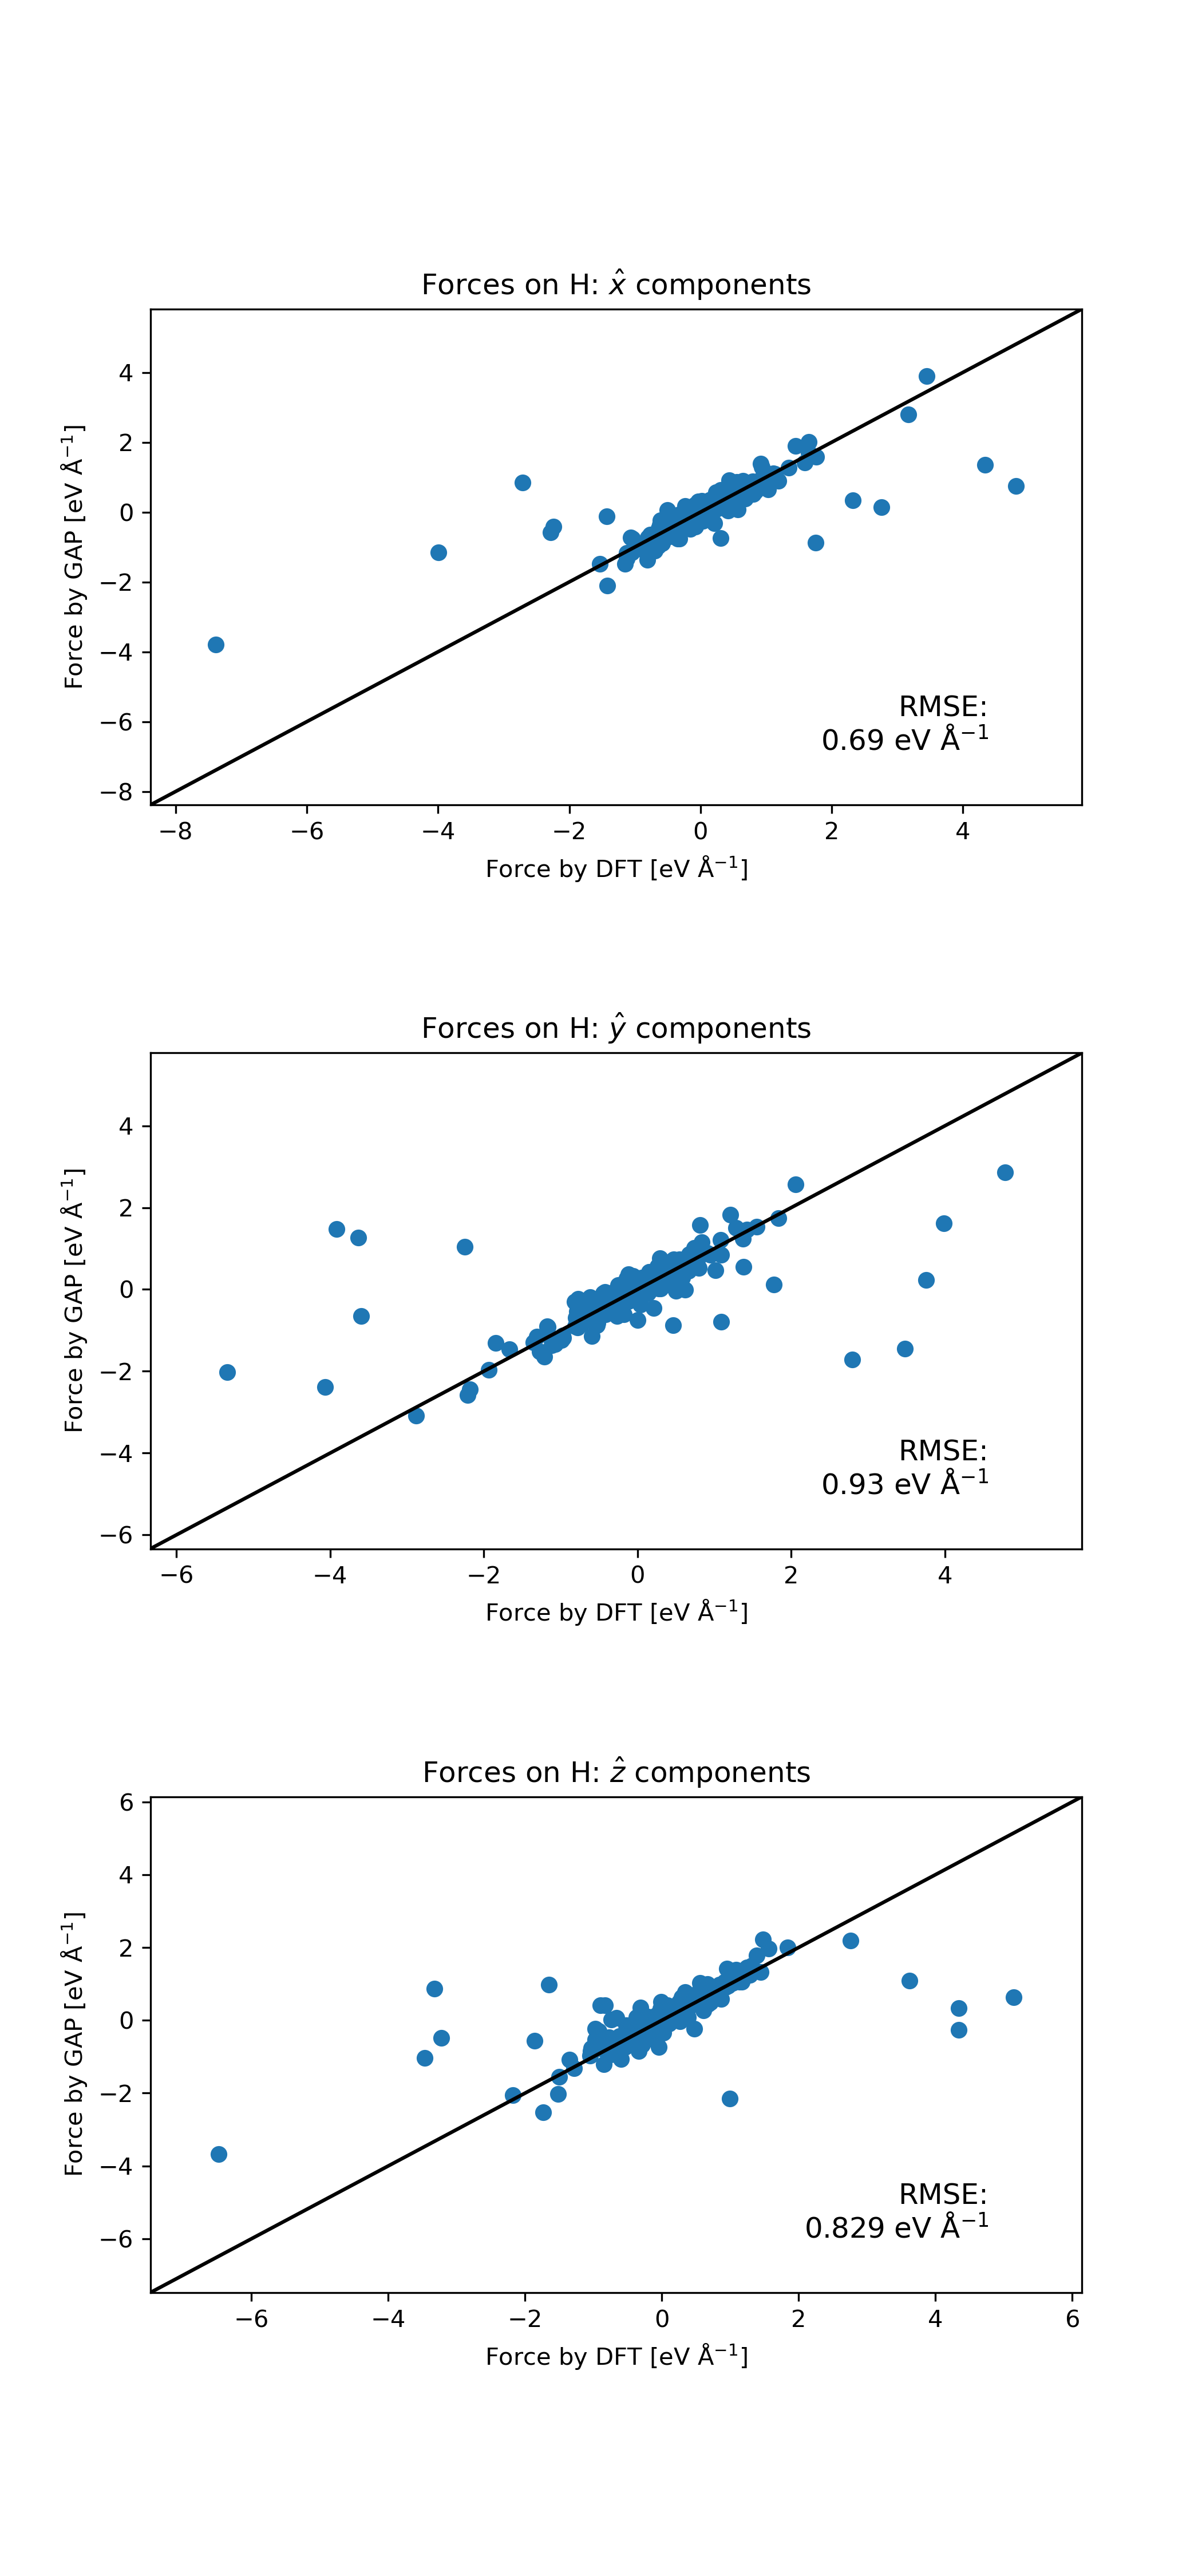 Forces on H: x̂ components
Force by GAP [eV Å⁻¹]
4
2
0
−2
−4
−6
−8
−8 −6 −4 −2 0 2 4
RMSE:
0.69 eV Å⁻¹
Force by DFT [eV Å⁻¹]
Forces on H: ŷ components
Force by GAP [eV Å⁻¹]
4
2
0
−2
−4
−6
−6 −4 −2 0 2 4
RMSE:
0.93 eV Å⁻¹
Force by DFT [eV Å⁻¹]
Forces on H: ẑ components
Force by GAP [eV Å⁻¹]
6
4
2
0
−2
−4
−6
−6 −4 −2 0 2 4 6
RMSE:
0.829 eV Å⁻¹
Force by DFT [eV Å⁻¹]